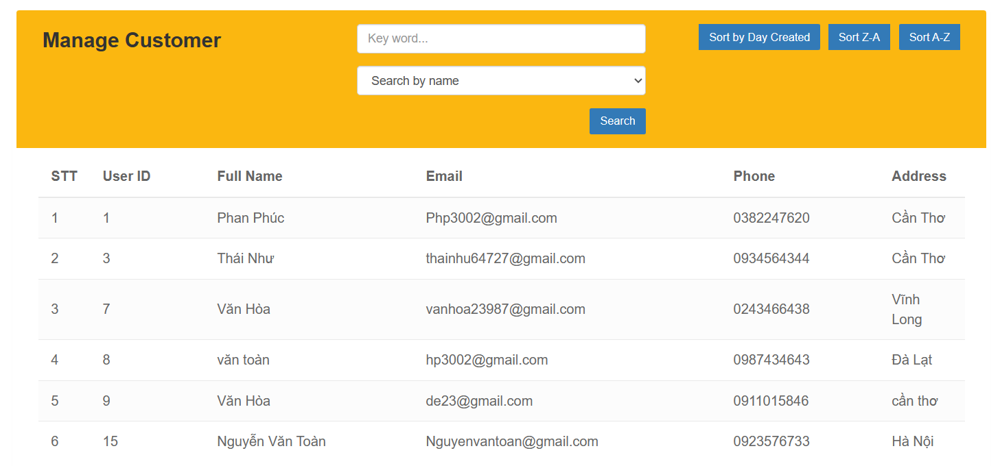 Manage Customer
Key word...
Sort by Day Created Sort Z-A Sort A-Z
Search by name
Search
STT User ID Full Name Email Phone Address
1 1 Phan Phúc Php3002@gmail.com 0382247620 Cần Thơ
2 3 Thái Như thainhu64727@gmail.com 0934564344 Cần Thơ
3 7 Văn Hòa vanhoa23987@gmail.com 0243466438 Vĩnh
Long
4 8 văn toàn hp3002@gmail.com 0987434643 Đà Lạt
5 9 Văn Hòa de23@gmail.com 0911015846 cần thơ
6 15 Nguyễn Văn Toàn Nguyenvantoan@gmail.com 0923576733 Hà Nội